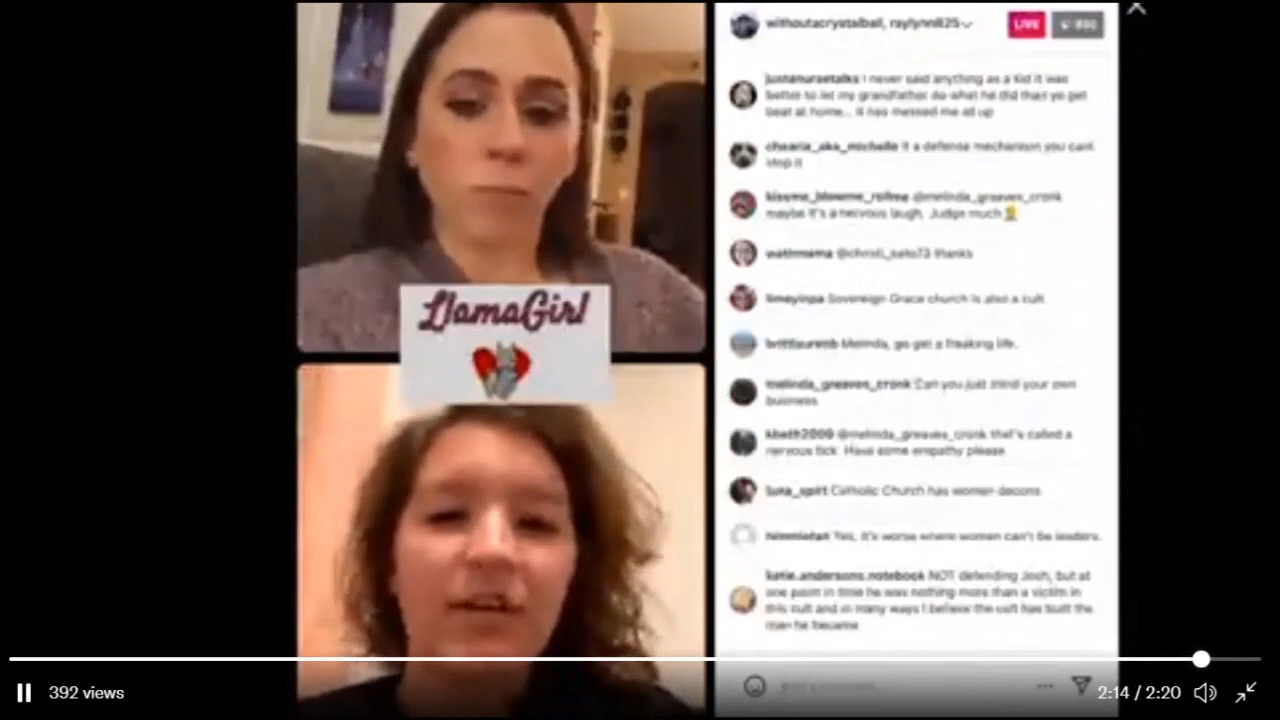 withoutacrystalball, raylynn825
LIVE
LlamaGirl
justanursetalks I never said anything as a kid it was
better to let my grandfather do what he did than yo get
beat at home... it has messed me all up
chearia_aka_michelle It a defense mechanism you cant
stop it
@melinda_greaves_cronk
maybe it's a nervous laugh. Judge much
@christi_kato73 thanks
limeyinpa Sovereign Grace church is also a cult
brittlaurenb Melinda, go get a freaking life.
melinda_greaves_cronk Can you just mind your own
business
kbeth2009 @melinda_greaves_cronk that's called a
nervous tick. Have some empathy please
luna_spirt Catholic Church has women decons
Yes, it's worse where women can't be leaders.
katie.andersons.notebook NOT defending Josh, but at
one point in time he was nothing more than a victim in
this cult and in many ways I believe the cult has built the
man he became
392 views
2:14 / 2:20